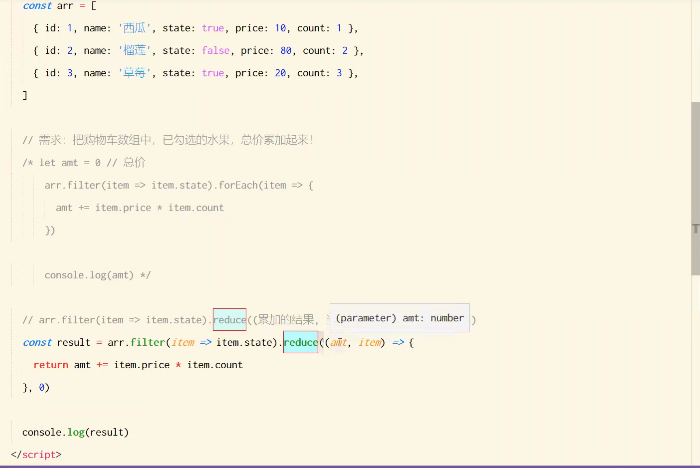 const arr = [
{ id: 1, name: '西瓜', state: true, price: 10, count: 1 },
{ id: 2, name: '榴莲', state: false, price: 80, count: 2 },
{ id: 3, name: '草莓', state: true, price: 20, count: 3 },
]
// 需求：把购物车数组中，已勾选的水果，总价累加起来！
/* let amt = 0 // 总价
arr.filter(item => item.state).forEach(item => {
amt += item.price * item.count
})
console.log(amt) */
// arr.filter(item => item.state).reduce((累加的结果, )
(parameter) amt: number
const result = arr.filter(item => item.state).reduce((amt, item) => {
return amt += item.price * item.count
}, 0)
console.log(result)
</script>